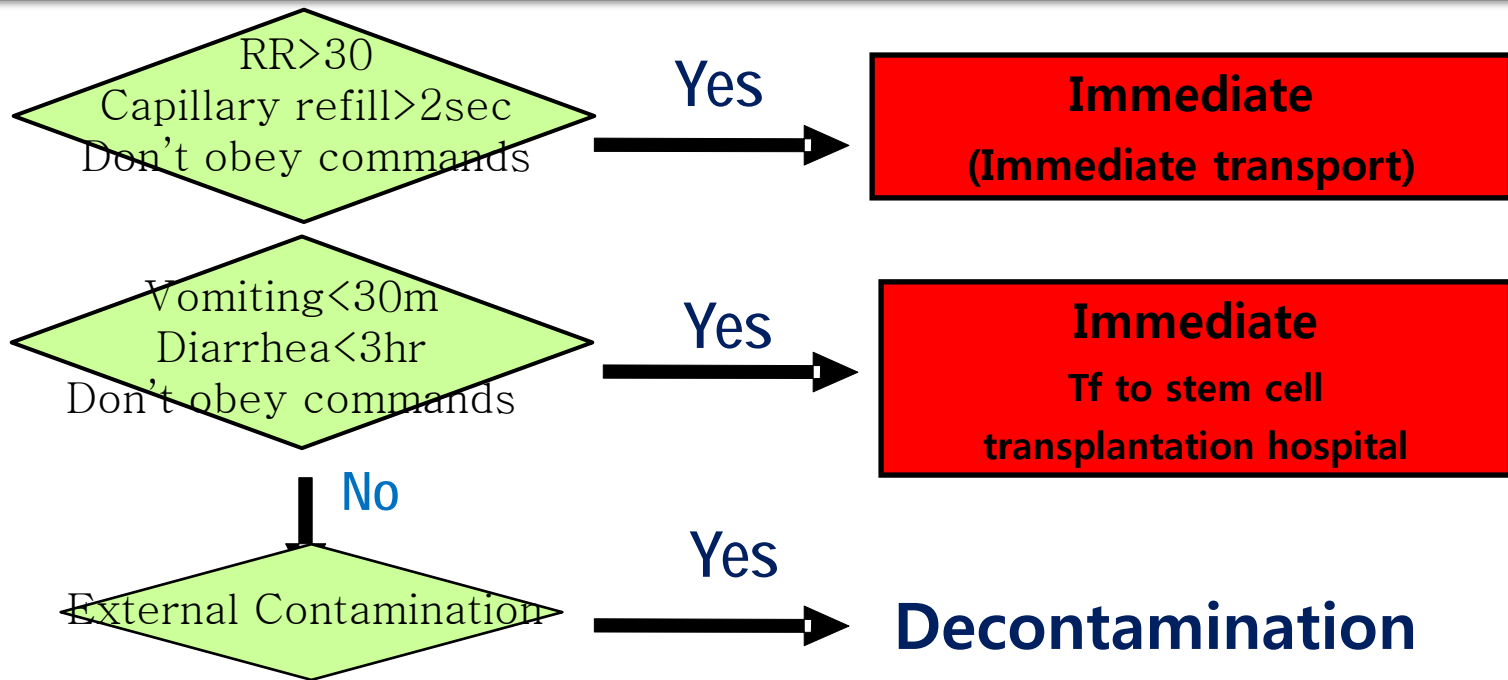 RR>30
Capillary refill>2sec
Don't obey commands
Yes
Immediate
(Immediate transport)
Vomiting<30m
Diarrhea<3hr
Don't obey commands
Yes
Immediate
Tf to stem cell
transplantation hospital
No
External Contamination
Yes
Decontamination